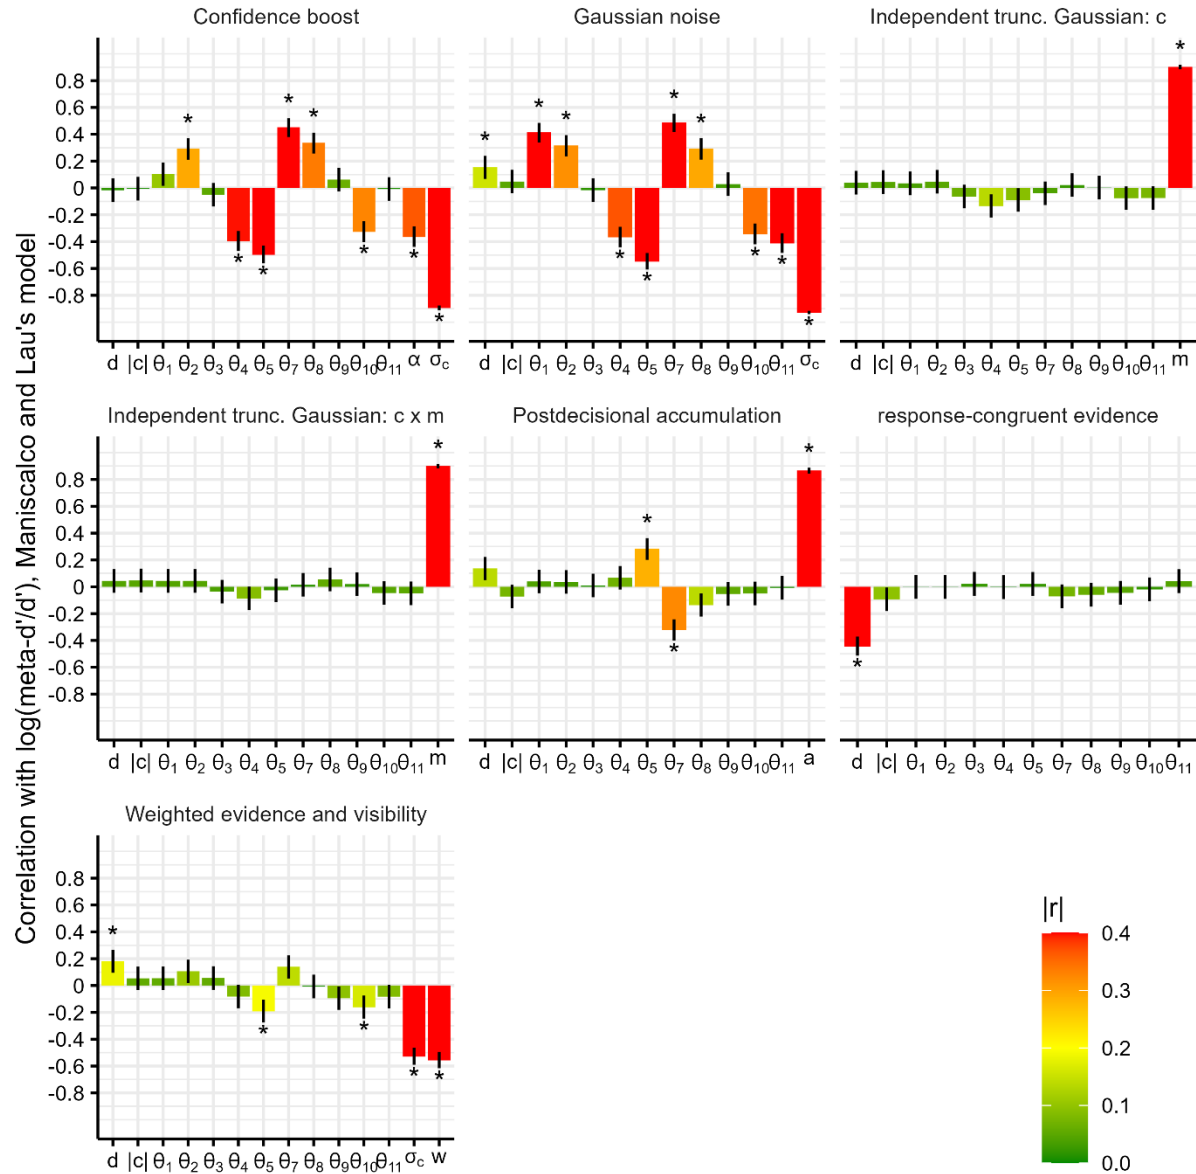 Confidence boost
Gaussian noise
Independent trunc. Gaussian: c
Correlation with log(meta-d'/d'), Maniscalco and Lau's model
0.8
0.6
0.4
0.2
0
-0.2
-0.4
-0.6
-0.8
* * * * * * * *
* * * * * * * * * *
*
d |c| θ₁ θ₂ θ₃ θ₄ θ₅ θ₇ θ₈ θ₉ θ₁₀ θ₁₁ α σc
d |c| θ₁ θ₂ θ₃ θ₄ θ₅ θ₇ θ₈ θ₉ θ₁₀ θ₁₁ σc
d |c| θ₁ θ₂ θ₃ θ₄ θ₅ θ₇ θ₈ θ₉ θ₁₀ θ₁₁ m
Independent trunc. Gaussian: c x m
Postdecisional accumulation
response-congruent evidence
0.8
0.6
0.4
0.2
0
-0.2
-0.4
-0.6
-0.8
*
* * *
*
d |c| θ₁ θ₂ θ₃ θ₄ θ₅ θ₇ θ₈ θ₉ θ₁₀ θ₁₁ m
d |c| θ₁ θ₂ θ₃ θ₄ θ₅ θ₇ θ₈ θ₉ θ₁₀ θ₁₁ a
d |c| θ₁ θ₂ θ₃ θ₄ θ₅ θ₇ θ₈ θ₉ θ₁₀ θ₁₁
Weighted evidence and visibility
0.8
0.6
0.4
0.2
0
-0.2
-0.4
-0.6
-0.8
* * * * *
d |c| θ₁ θ₂ θ₃ θ₄ θ₅ θ₇ θ₈ θ₉ θ₁₀ θ₁₁ σc w
|r|
0.4
0.3
0.2
0.1
0.0